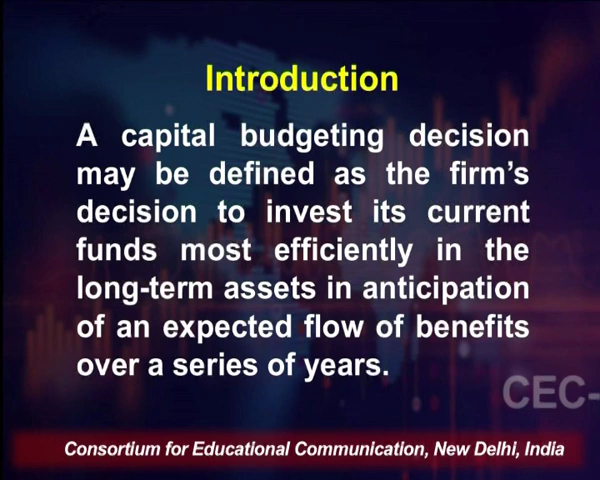 Introduction
A capital budgeting decision
may be defined as the firm's
decision to invest its current
funds most efficiently in the
long-term assets in anticipation
of an expected flow of benefits
over a series of years.
CEC-
Consortium for Educational Communication, New Delhi, India